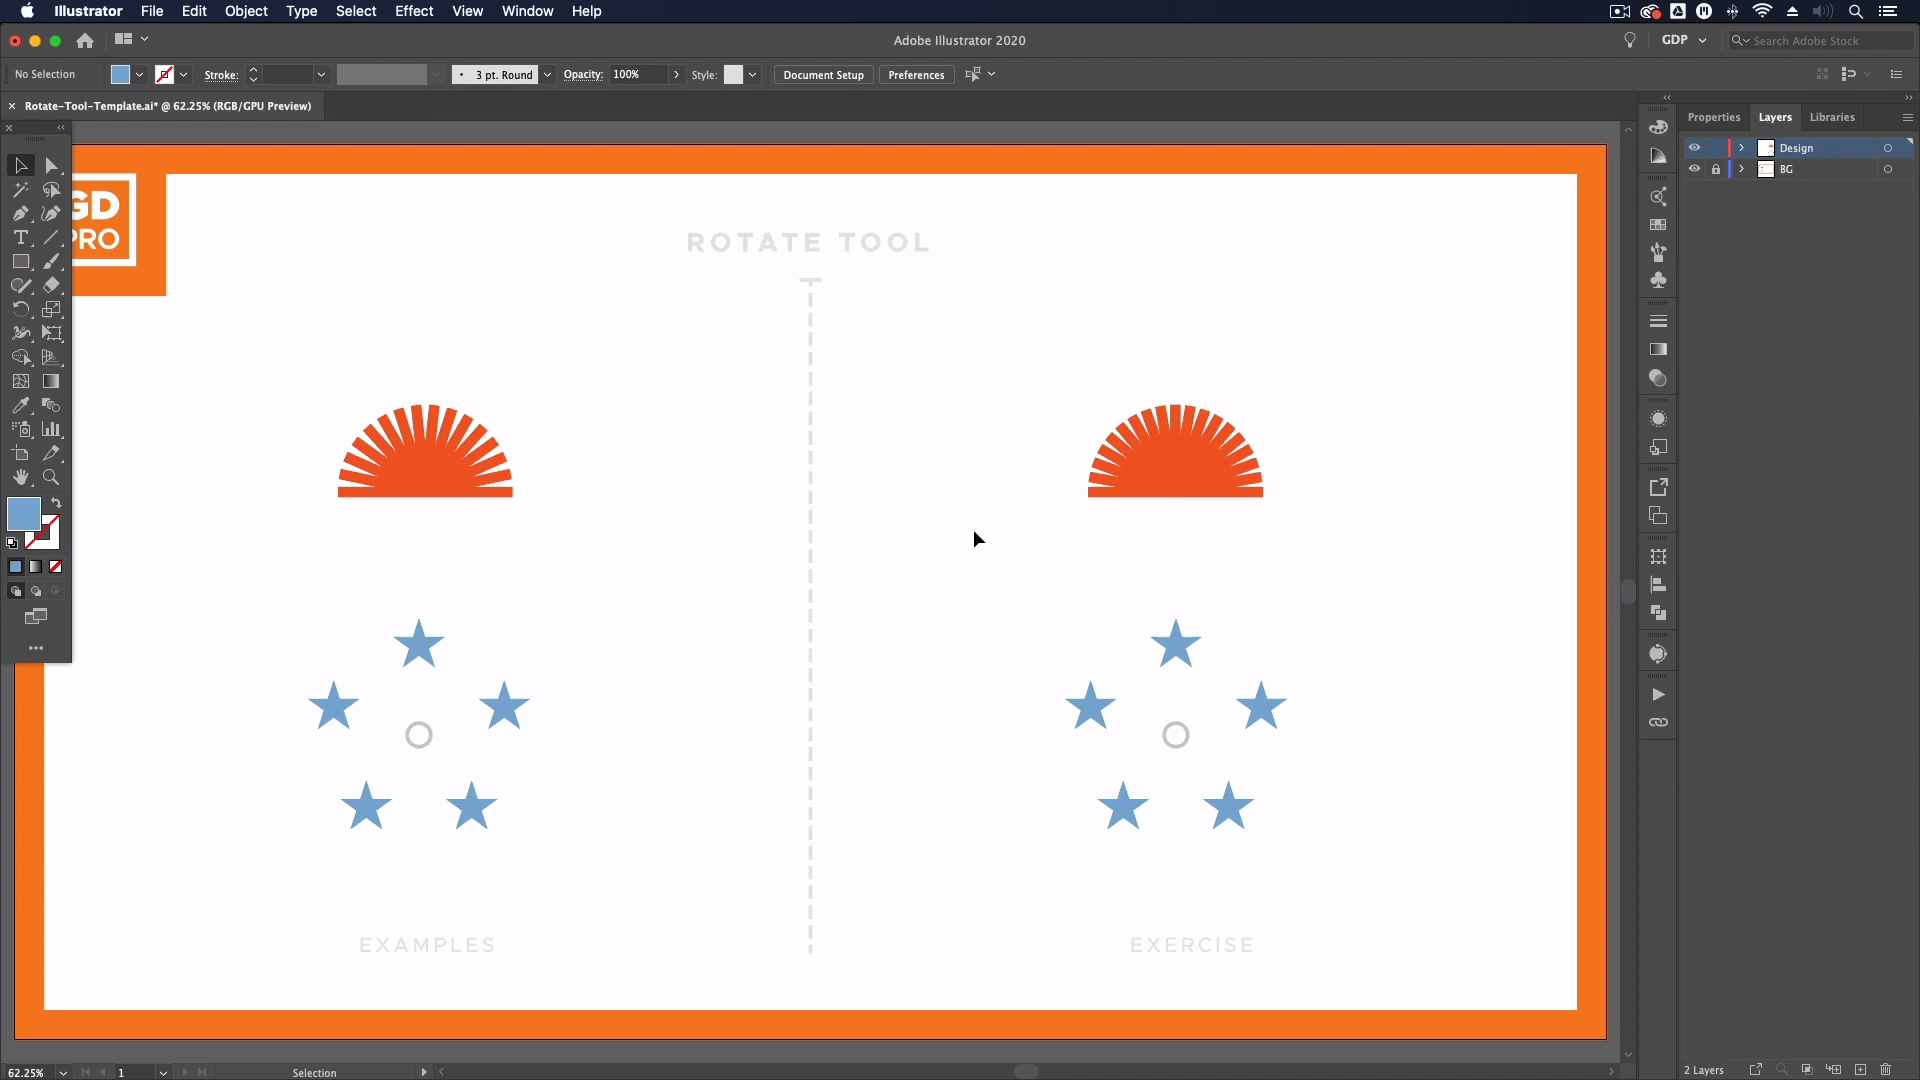 Illustrator File Edit Object Type Select Effect View Window Help
Adobe Illustrator 2020
GDP
Search Adobe Stock
No Selection
Stroke:
3 pt. Round
Opacity: 100%
Style:
Document Setup
Preferences
Rotate-Tool-Template.ai* @ 62.25% (RGB/GPU Preview)
Properties Layers Libraries
Design
BG
GD
PRO
ROTATE TOOL
EXAMPLES
EXERCISE
62.25%
1
Selection
2 Layers